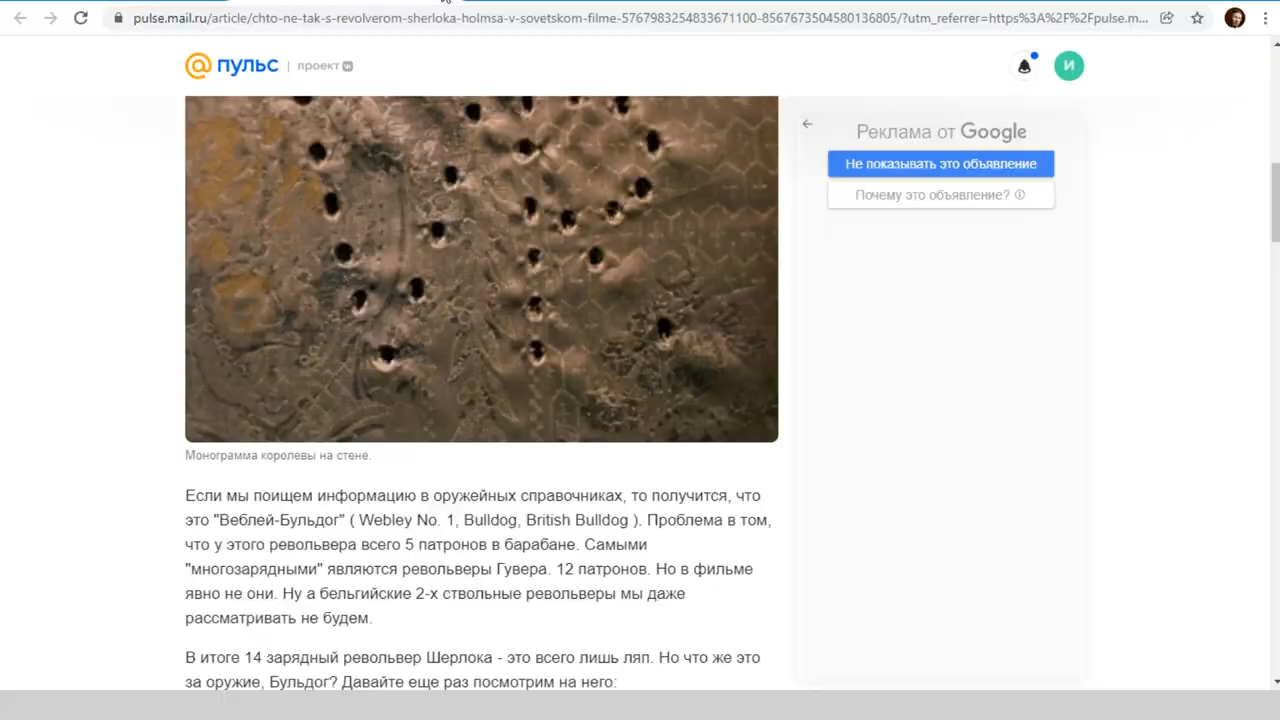 pulse.mail.ru/article/chto-ne-tak-s-revolverom-sherloka-holmsa-v-sovetskom-filme-5767983254833671100-8567673504580136805/?utm_referrer=https%3A%2F%2Fpulse.m...
@ пульс | проект
И
Реклама от Google
Не показывать это объявление
Почему это объявление?
Монограмма королевы на стене.
Если мы поищем информацию в оружейных справочниках, то получится, что
это "Веблей-Бульдог" ( Webley No. 1, Bulldog, British Bulldog ). Проблема в том,
что у этого револьвера всего 5 патронов в барабане. Самыми
"многозарядными" являются револьверы Гувера. 12 патронов. Но в фильме
явно не они. Ну а бельгийские 2-х ствольные револьверы мы даже
рассматривать не будем.
В итоге 14 зарядный револьвер Шерлока - это всего лишь ляп. Но что же это
за оружие, Бульдог? Давайте еще раз посмотрим на него: